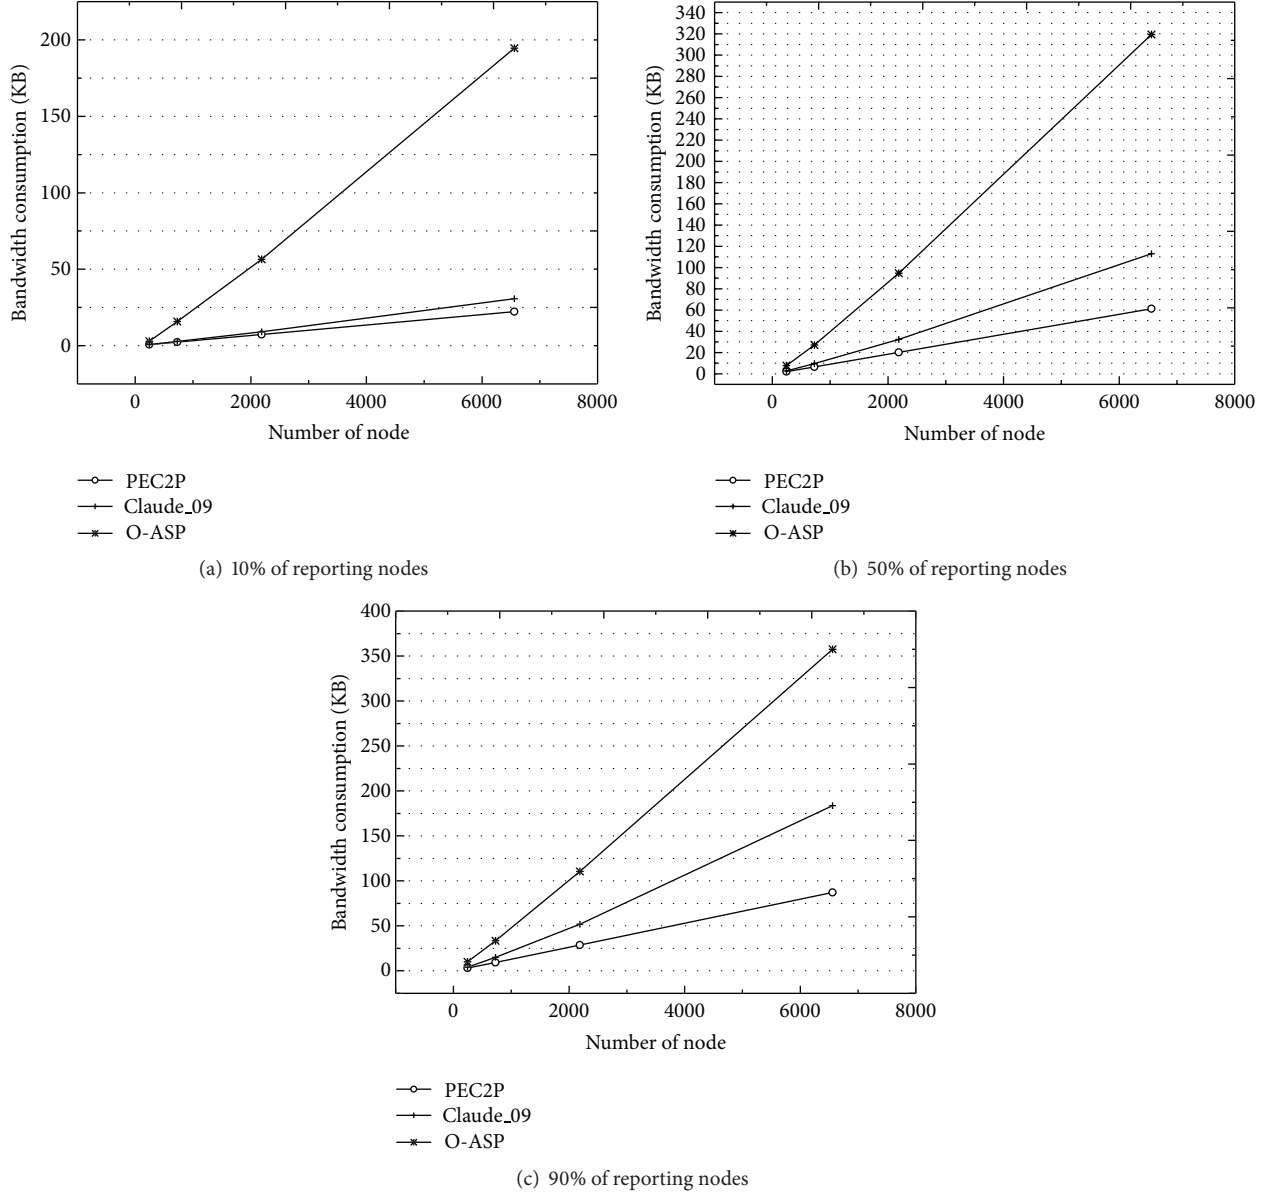 Bandwidth consumption (KB)
200
150
100
50
0
0 2000 4000 6000 8000
Number of node
PEC2P
Claude_09
O-ASP
(a) 10% of reporting nodes
Bandwidth consumption (KB)
340
320
300
280
260
240
220
200
180
160
140
120
100
80
60
40
20
0
0 2000 4000 6000 8000
Number of node
PEC2P
Claude_09
O-ASP
(b) 50% of reporting nodes
Bandwidth consumption (KB)
400
350
300
250
200
150
100
50
0
0 2000 4000 6000 8000
Number of node
PEC2P
Claude_09
O-ASP
(c) 90% of reporting nodes